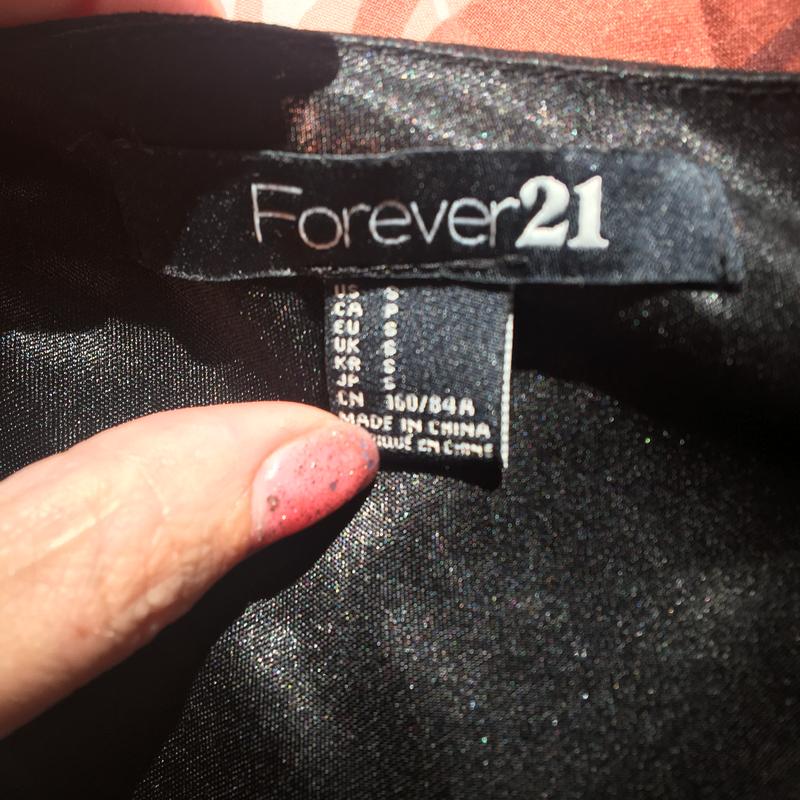 Forever21
US S
CA P
EU S
UK S
KR S
JP S
CN 160/84A
MADE IN CHINA
EN CHINE